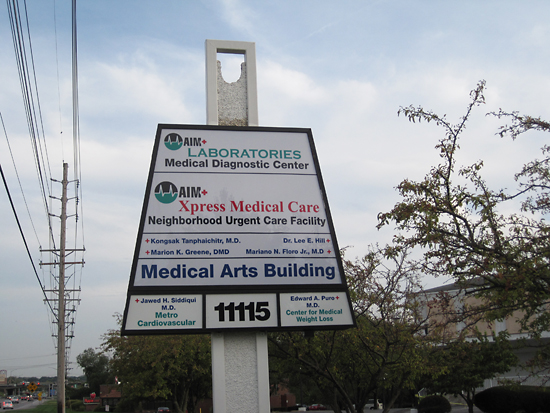 AIM+
LABORATORIES
Medical Diagnostic Center
AIM+
Xpress Medical Care
Neighborhood Urgent Care Facility
+Kongsak Tanphaichitr, M.D. Dr. Lee E. Hill+
+Marion K. Greene, DMD Mariano N. Floro Jr., M.D+
Medical Arts Building
+Jawed H. Siddiqui
M.D.
Metro
Cardiovascular
11115
Edward A. Puro+
M.D.
Center for Medical
Weight Loss